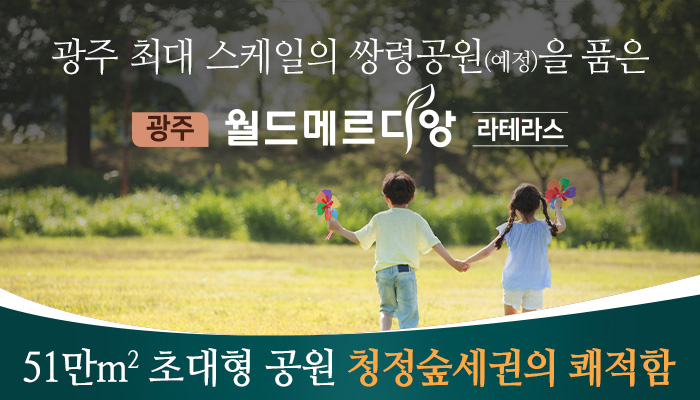 광주 최대 스케일의 쌍령공원(예정)을 품은
광주 월드메르디앙 라테라스
51만m² 초대형 공원 청정숲세권의 쾌적함